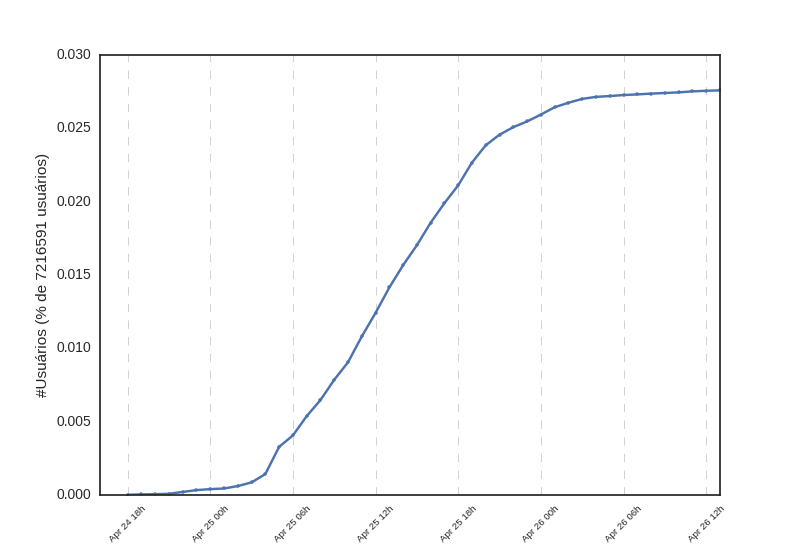 0.030
0.025
0.020
0.015
0.010
0.005
0.000
#Usuários (% de 7216591 usuários)
Apr 24 18h
Apr 25 00h
Apr 25 06h
Apr 25 12h
Apr 25 18h
Apr 26 00h
Apr 26 06h
Apr 26 12h